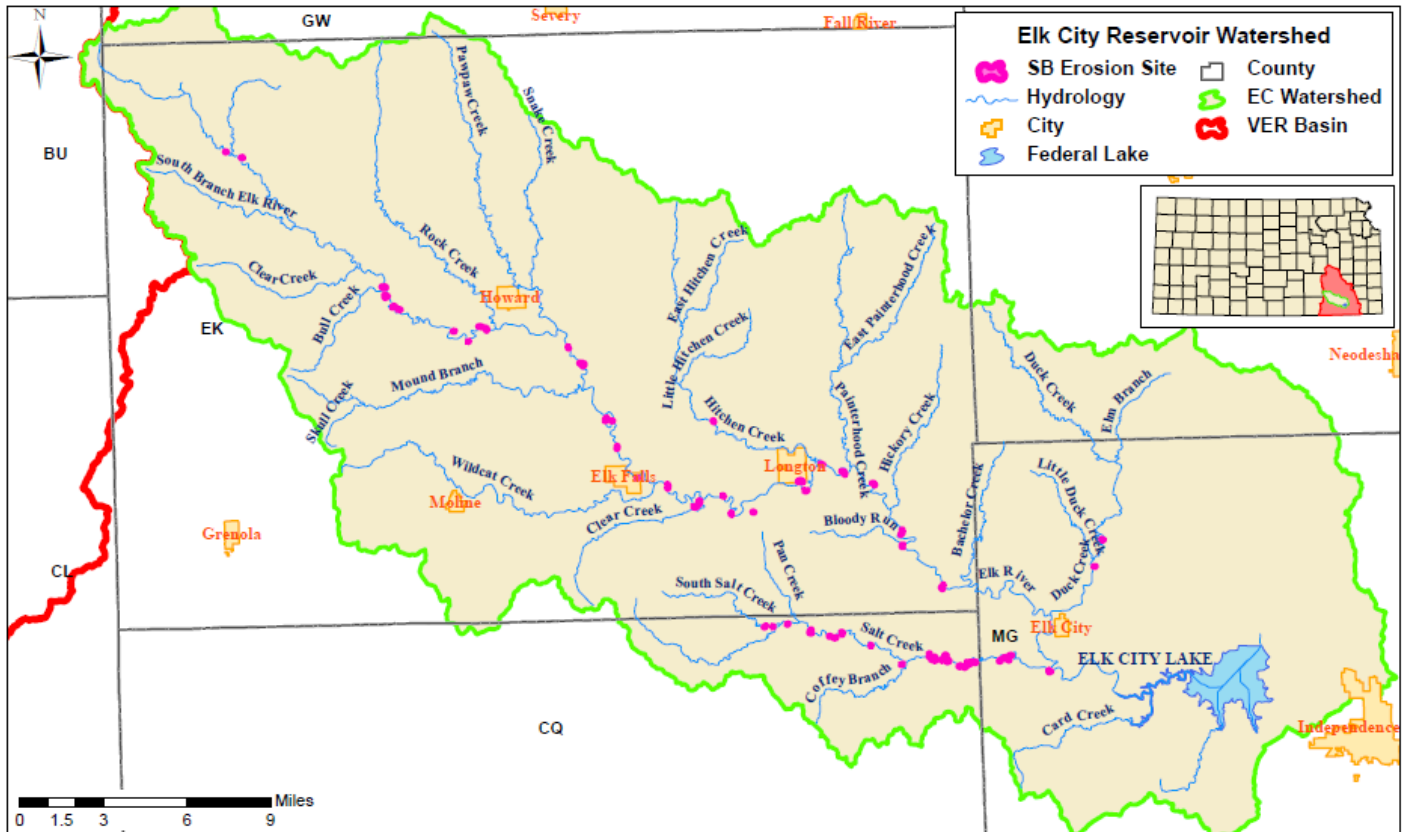 N
GW
Severy
Fall River
Elk City Reservoir Watershed
SB Erosion Site
County
Hydrology
EC Watershed
City
VER Basin
Federal Lake
BU
Pawpaw Creek
Snake Creek
South Branch Elk River
Rock Creek
Clear Creek
Howard
Bull Creek
EK
East Hitchen Creek
Little Hitchen Creek
East Painterhood Creek
Neodesha
Duck Creek
Elm Branch
Mound Branch
Skull Creek
Hitchen Creek
Painterhood Creek
Hickory Creek
Wildcat Creek
Elk Falls
Longton
Moline
Little Duck Creek
Bachelor Creek
Clear Creek
Bloody Run
Grenola
CL
Pan Creek
Elk River
Duck Creek
South Salt Creek
Salt Creek
MG
Elk City
ELK CITY LAKE
Coffey Branch
Card Creek
CQ
Independence
Miles
0 1.5 3 6 9